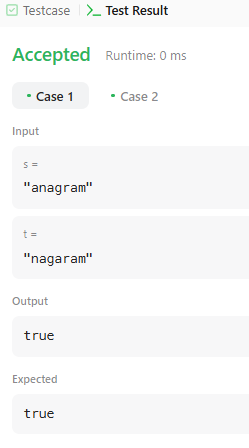 Testcase Test Result
Accepted Runtime: 0 ms
Case 1 Case 2
Input
s =
"anagram"
t =
"nagaram"
Output
true
Expected
true